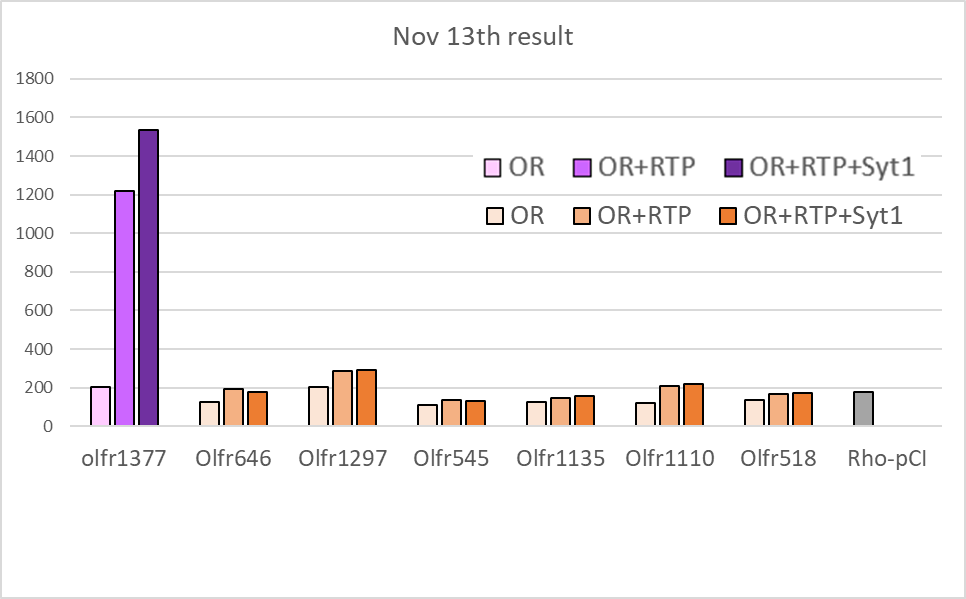 Nov 13th result
1800
1600
1400
1200
1000
800
600
400
200
0
OR OR+RTP OR+RTP+Syt1
OR OR+RTP OR+RTP+Syt1
olfr1377 Olfr646 Olfr1297 Olfr545 Olfr1135 Olfr1110 Olfr518 Rho-pCI